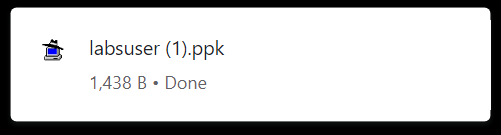 labsuser (1).ppk
1,438 B • Done